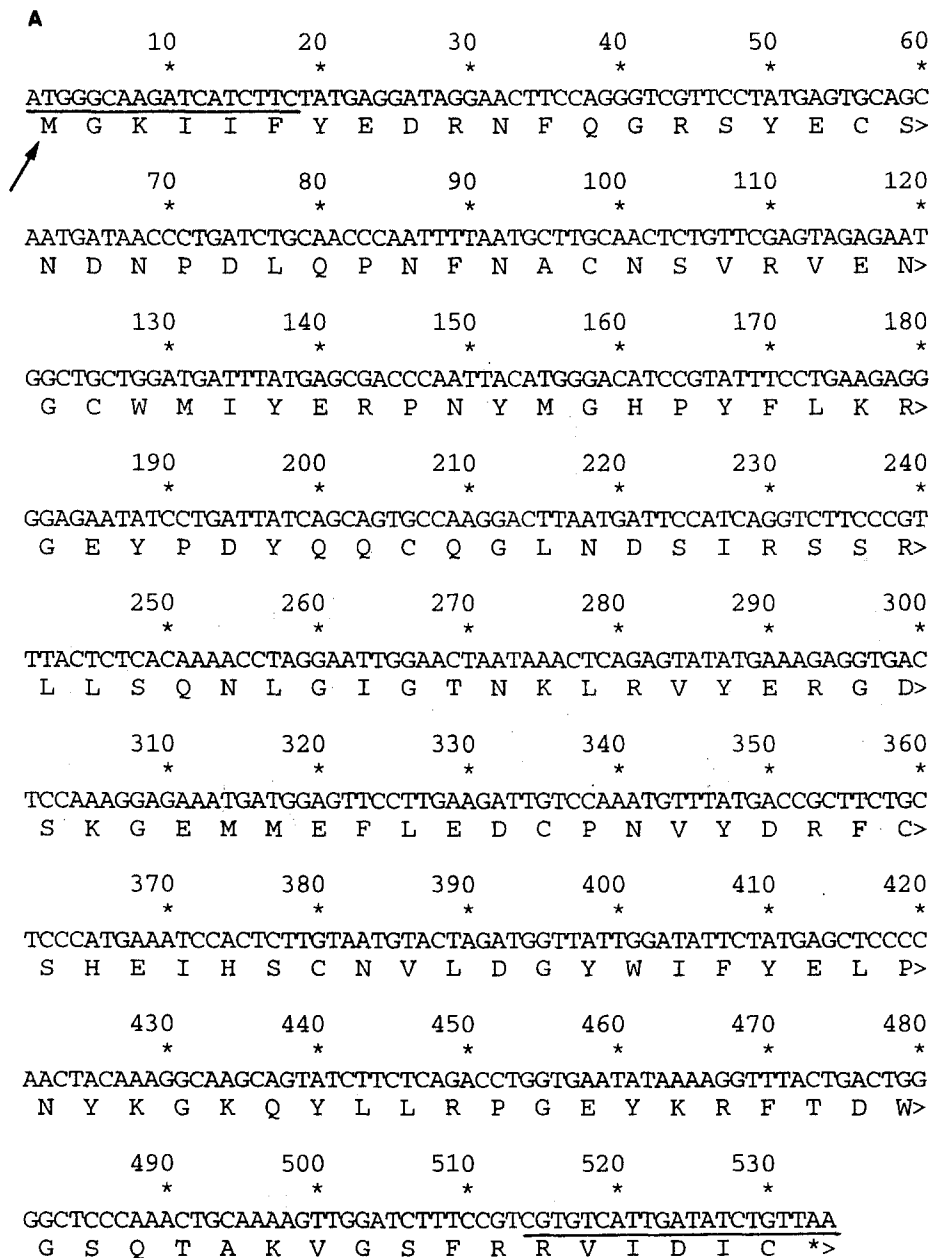 A
10 20 30 40 50 60
* * * * * *
ATGGGCAAGATCATCTTCTATGAGGATAGGAACTTCCAGGGTCGTTCCTATGAGTGCAGC
M G K I I F Y E D R N F Q G R S Y E C S>
70 80 90 100 110 120
* * * * * *
AATGATAACCCTGATCTGCAACCCAATTTTAATGCTTGCAACTCTGTTCGAGTAGAGAAT
N D N P D L Q P N F N A C N S V R V E N>
130 140 150 160 170 180
* * * * * *
GGCTGCTGGATGATTTATGAGCGACCCAATTACATGGGACATCCGTATTTCCTGAAGAGG
G C W M I Y E R P N Y M G H P Y F L K R>
190 200 210 220 230 240
* * * * * *
GGAGAATATCCTGATTATCAGCAGTGCCAAGGACTTAATGATTCCATCAGGTCTTCCCGT
G E Y P D Y Q Q C Q G L N D S I R S S R>
250 260 270 280 290 300
* * * * * *
TTACTCTCACAAAACCTAGGAATTGGAACTAATAAACTCAGAGTATATGAAAGAGGTGAC
L L S Q N L G I G T N K L R V Y E R G D>
310 320 330 340 350 360
* * * * * *
TCCAAAGGAGAAATGATGGAGTTCCTTGAAGATTGTCCAAATGTTTATGACCGCTTCTGC
S K G E M M E F L E D C P N V Y D R F C>
370 380 390 400 410 420
* * * * * *
TCCCATGAAATCCACTCTTGTAATGTACTAGATGGTTATTGGATATTCTATGAGCTCCCC
S H E I H S C N V L D G Y W I F Y E L P>
430 440 450 460 470 480
* * * * * *
AACTACAAAGGCAAGCAGTATCTTCTCAGACCTGGTGAATATAAAAGGTTTACTGACTGG
N Y K G K Q Y L L R P G E Y K R F T D W>
490 500 510 520 530
* * * * *
GGCTCCCAAACTGCAAAAGTTGGATCTTTCCGTCGTGTCATTGATATCTGTTAA
G S Q T A K V G S F R R V I D I C *>